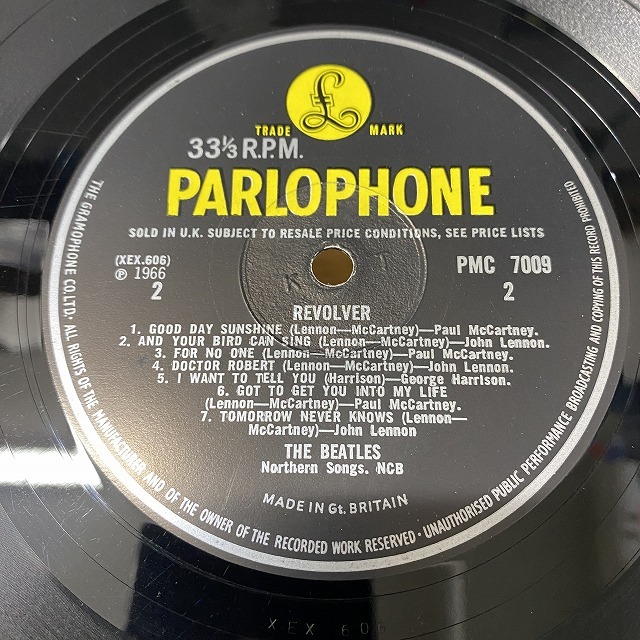 £
TRADE MARK
33⅓ R.P.M.
PARLOPHONE
SOLD IN U.K. SUBJECT TO RESALE PRICE CONDITIONS, SEE PRICE LISTS
(XEX.606)
℗ 1966
2
K T
PMC 7009
2
REVOLVER
1. GOOD DAY SUNSHINE (Lennon—McCartney)—Paul McCartney.
2. AND YOUR BIRD CAN SING (Lennon—McCartney)—John Lennon.
3. FOR NO ONE (Lennon—McCartney)—Paul McCartney.
4. DOCTOR ROBERT (Lennon—McCartney)—John Lennon.
5. I WANT TO TELL YOU (Harrison)—George Harrison.
6. GOT TO GET YOU INTO MY LIFE
(Lennon—McCartney)—Paul McCartney.
7. TOMORROW NEVER KNOWS (Lennon—
McCartney)—John Lennon
THE BEATLES
Northern Songs. NCB
MADE IN Gt. BRITAIN
THE GRAMOPHONE CO. LTD. ALL RIGHTS OF THE MANUFACTURER AND OF THE OWNER OF THE RECORDED WORK RESERVED · UNAUTHORISED PUBLIC PERFORMANCE BROADCASTING AND COPYING OF THIS RECORD PROHIBITED
XEX 606